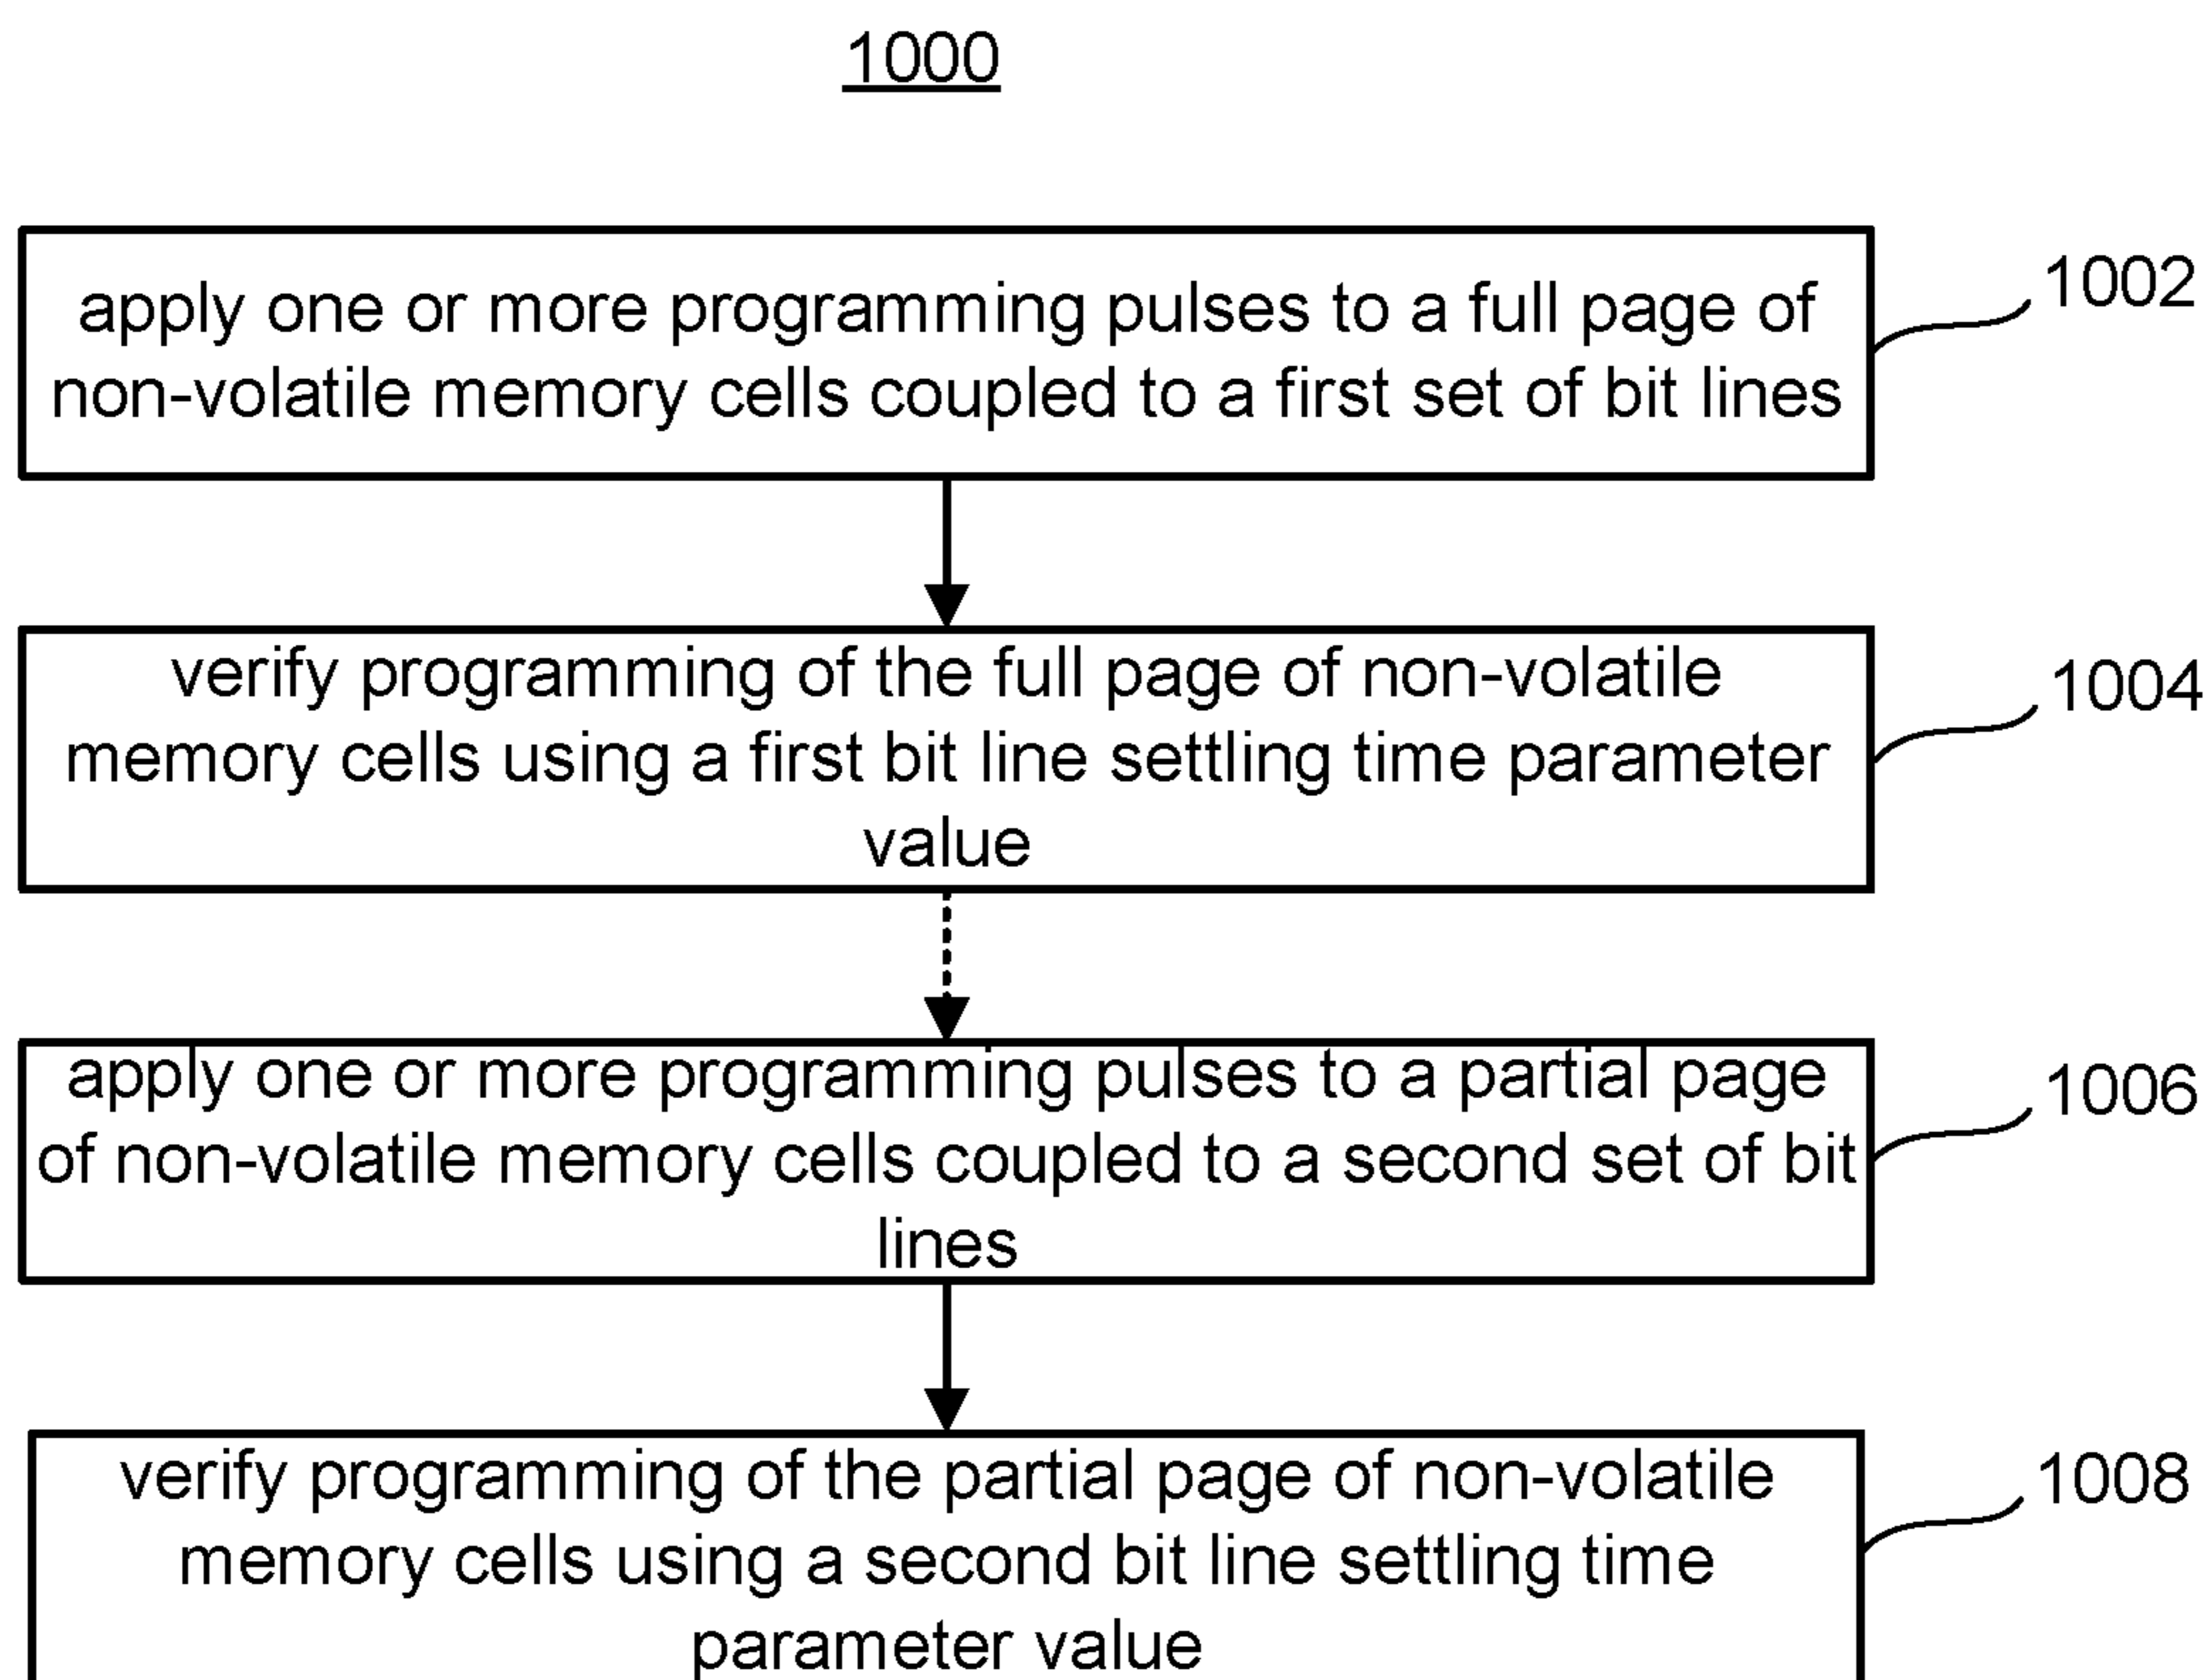 1000
apply one or more programming pulses to a full page of
non-volatile memory cells coupled to a first set of bit lines
1002
verify programming of the full page of non-volatile
memory cells using a first bit line settling time parameter
value
1004
apply one or more programming pulses to a partial page
of non-volatile memory cells coupled to a second set of bit
lines
1006
verify programming of the partial page of non-volatile
memory cells using a second bit line settling time
parameter value
1008